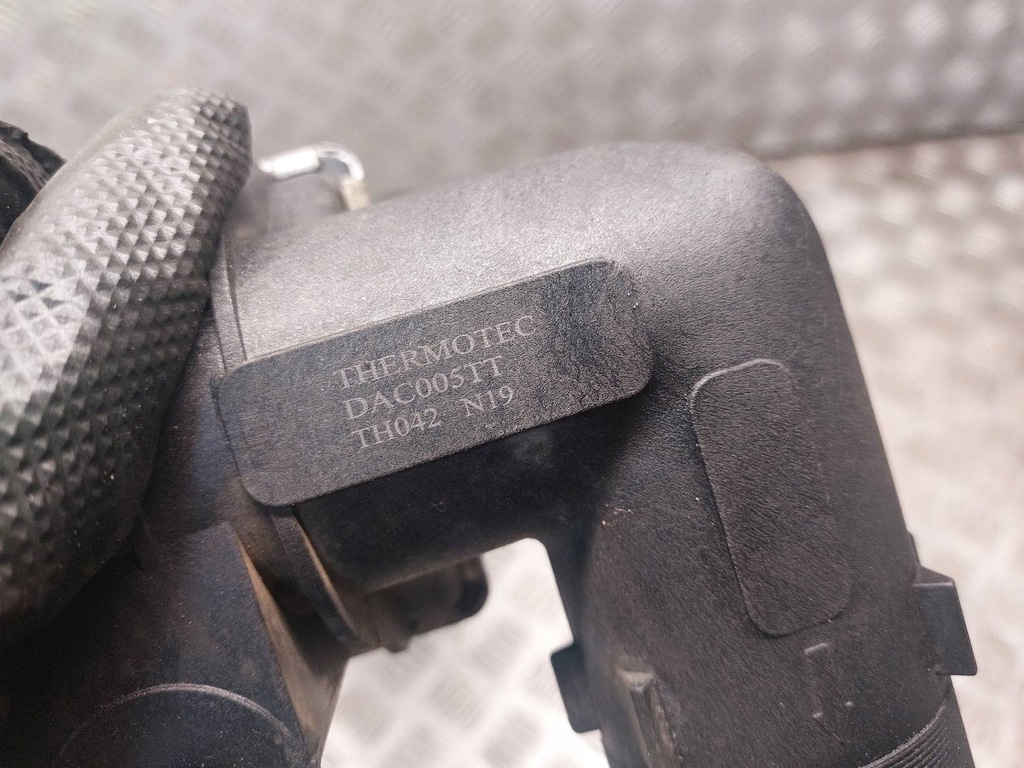 THERMOTEC
DAC005TT
TH042 N19